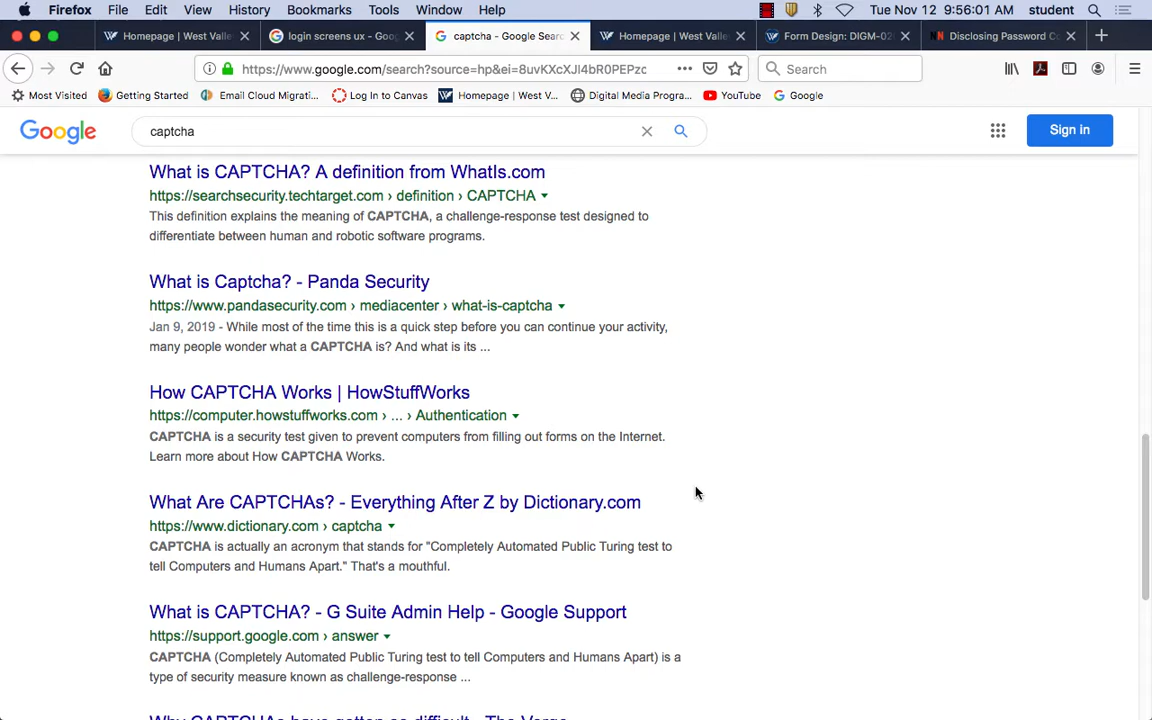 Firefox File Edit View History Bookmarks Tools Window Help Tue Nov 12 9:56:01 AM student
Homepage | West Valle login screens ux - Goo captcha - Google Sear Homepage | West Valle Form Design: DIGM-02 Disclosing Password Co
https://www.google.com/search?source=hp&ei= Search
Most Visited Getting Started Email Cloud Migrati... Log In to Canvas Homepage | West V... Digital Media Progra... YouTube Google
Google captcha Sign in
What is CAPTCHA? A definition from WhatIs.com
https://searchsecurity.techtarget.com › definition › CAPTCHA
This definition explains the meaning of CAPTCHA, a challenge-response test designed to
differentiate between human and robotic software programs.
What is Captcha? - Panda Security
https://www.pandasecurity.com › mediacenter › what-is-captcha
Jan 9, 2019 - While most of the time this is a quick step before you can continue your activity,
many people wonder what a CAPTCHA is? And what is its ...
How CAPTCHA Works | HowStuffWorks
https://computer.howstuffworks.com › ... › Authentication
CAPTCHA is a security test given to prevent computers from filling out forms on the Internet.
Learn more about How CAPTCHA Works.
What Are CAPTCHAs? - Everything After Z by Dictionary.com
https://www.dictionary.com › captcha
CAPTCHA is actually an acronym that stands for "Completely Automated Public Turing test to
tell Computers and Humans Apart." That's a mouthful.
What is CAPTCHA? - G Suite Admin Help - Google Support
https://support.google.com › answer
CAPTCHA (Completely Automated Public Turing test to tell Computers and Humans Apart) is a
type of security measure known as challenge-response ...
Why CAPTCHAs have gotten so difficult - The Verge